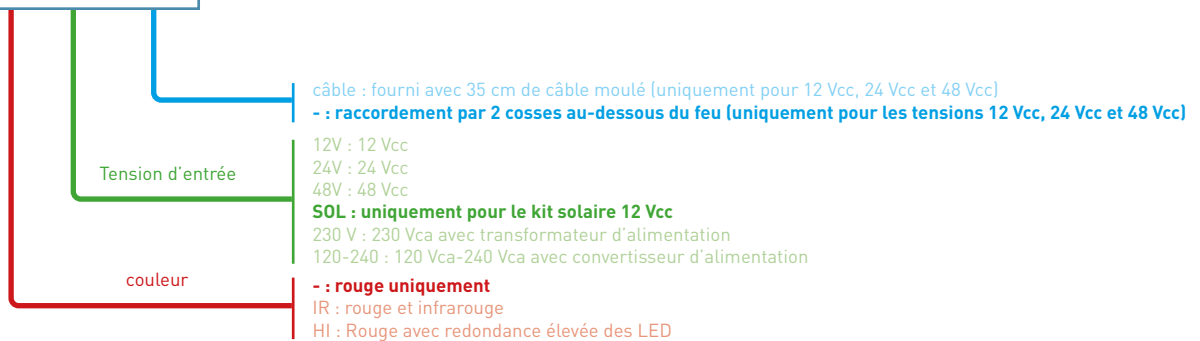 câble : fourni avec 35 cm de câble moulé (uniquement pour 12 Vcc, 24 Vcc et 48 Vcc)
- : raccordement par 2 cosses au-dessous du feu (uniquement pour les tensions 12 Vcc, 24 Vcc et 48 Vcc)
Tension d'entrée
12V : 12 Vcc
24V : 24 Vcc
48V : 48 Vcc
SOL : uniquement pour le kit solaire 12 Vcc
230 V : 230 Vca avec transformateur d'alimentation
120-240 : 120 Vca-240 Vca avec convertisseur d'alimentation
couleur
- : rouge uniquement
IR : rouge et infrarouge
HI : Rouge avec redondance élevée des LED